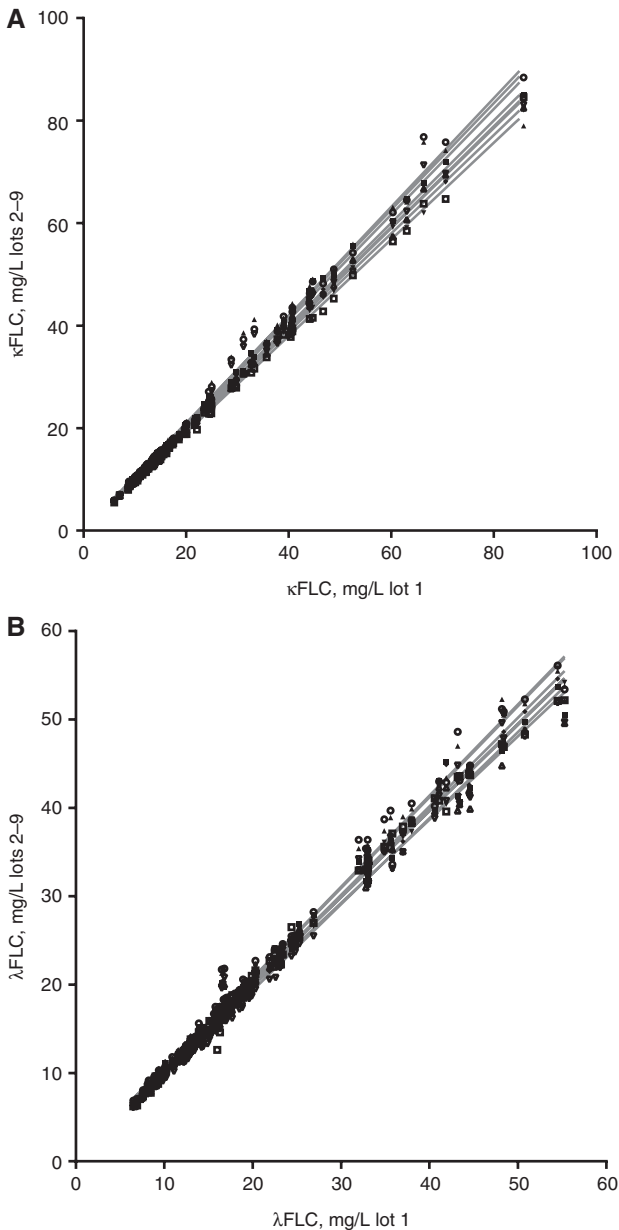 A
100
80
60
40
20
0
κFLC, mg/L lots 2–9
0 20 40 60 80 100
κFLC, mg/L lot 1
B
60
50
40
30
20
10
0
λFLC, mg/L lots 2–9
0 10 20 30 40 50 60
λFLC, mg/L lot 1